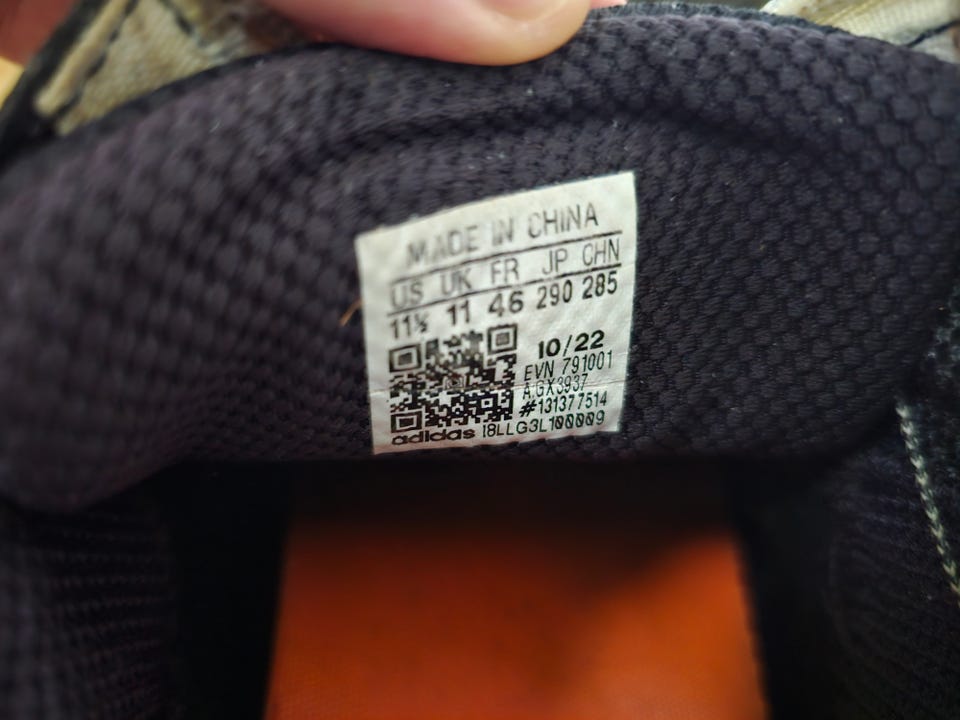 MADE IN CHINA
US UK FR JP CHN
11½ 11 46 290 285
10/22
EVN 791001
A.GX3937
#131377514
adidas I8LLG3L100009